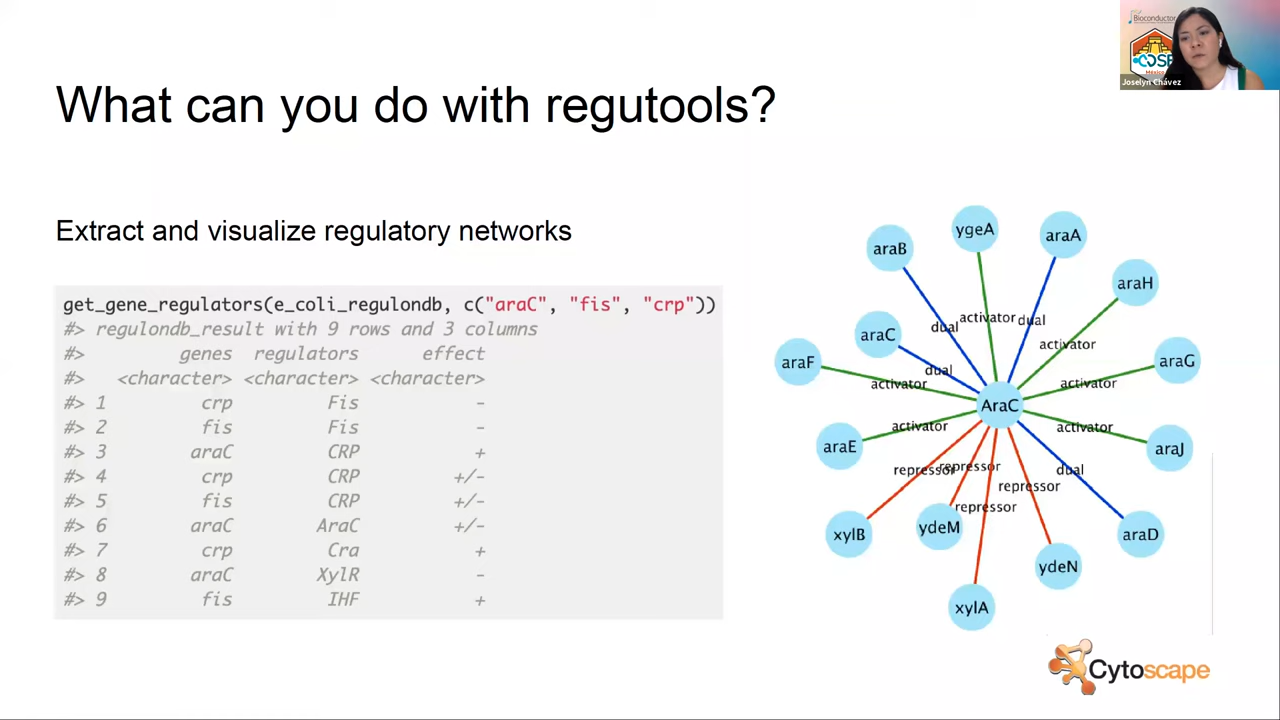 Bioconductor
CDSB
México
Joselyn Chávez
What can you do with regutools?
Extract and visualize regulatory networks
get_gene_regulators(e_coli_regulondb, c("araC", "fis", "crp"))
#> regulondb_result with 9 rows and 3 columns
#> genes regulators effect
#> <character> <character> <character>
#> 1 crp Fis -
#> 2 fis Fis -
#> 3 araC CRP +
#> 4 crp CRP +/-
#> 5 fis CRP +/-
#> 6 araC AraC +/-
#> 7 crp Cra +
#> 8 araC XylR -
#> 9 fis IHF +
ygeA
araB
araA
araH
activator
dual
dual
araC
activator
araF
araG
dual
activator
activator
AraC
activator
activator
araE
araJ
repressor
repressor
dual
repressor
repressor
xylB
ydeM
araD
ydeN
xylA
Cytoscape